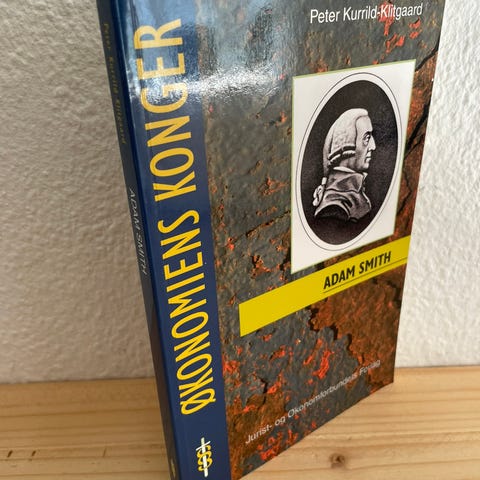 Peter Kurrild-Klitgaard
ØKONOMIENS KONGER
ADAM SMITH
Jurist- og Økonomforbundets Forlag
Peter Kurrild-Klitgaard
ADAM SMITH